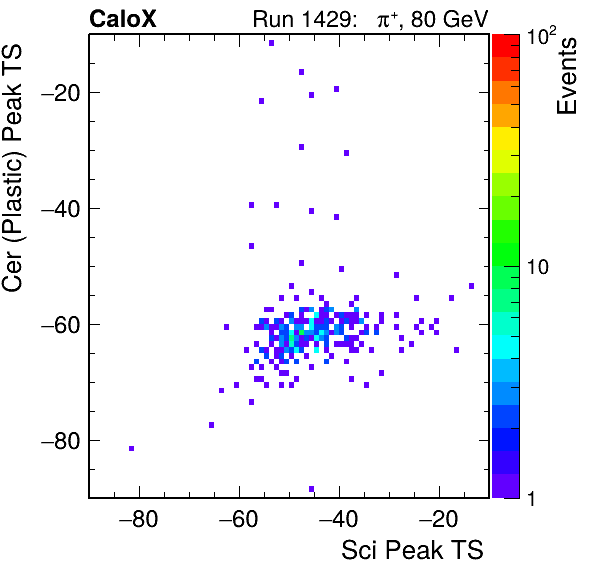 CaloX Run 1429: π⁺, 80 GeV
Cer (Plastic) Peak TS
−20
−40
−60
−80
−80 −60 −40 −20
Sci Peak TS
10²
10
1
Events